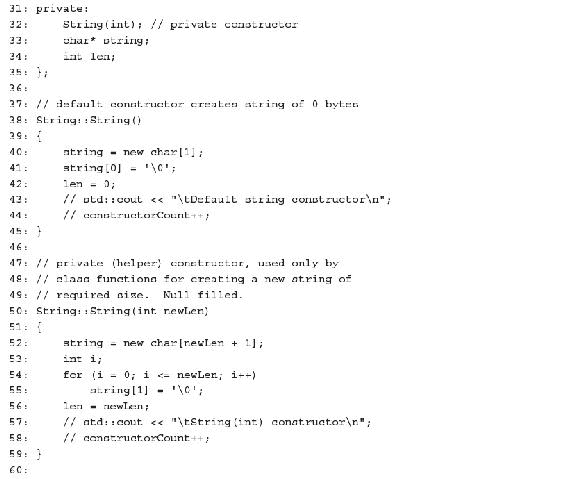 31: private:
32:     String(int); // private constructor
33:     char* string;
34:     int len;
35: };
36:
37: // default constructor creates string of 0 bytes
38: String::String()
39: {
40:     string = new char[1];
41:     string[0] = '\0';
42:     len = 0;
43:     // std::cout << "\tDefault string constructor\n";
44:     // constructorCount++;
45: }
46:
47: // private (helper) constructor, used only by
48: // class functions for creating a new string of
49: // required size.  Null filled.
50: String::String(int newLen)
51: {
52:     string = new char[newLen + 1];
53:     int i;
54:     for (i = 0; i <= newLen; i++)
55:         string[1] = '\0';
56:     len = newLen;
57:     // std::cout << "\tString(int) constructor\n";
58:     // constructorCount++;
59: }
60: